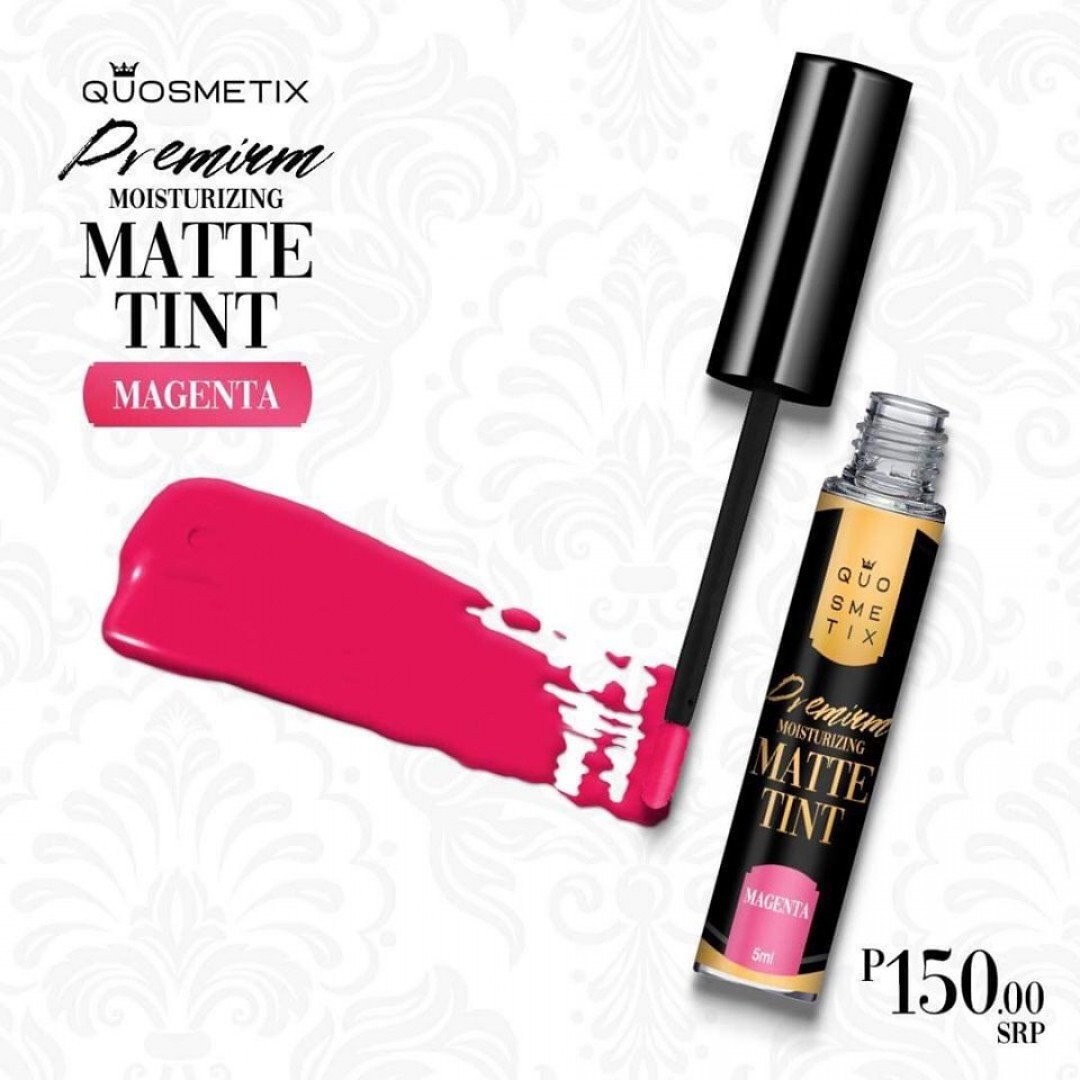 QUOSMETIX
Premium
MOISTURIZING
MATTE
TINT
MAGENTA
QUO
SME
TIX
Premium
MOISTURIZING
MATTE
TINT
MAGENTA
5ml
P150.00
SRP